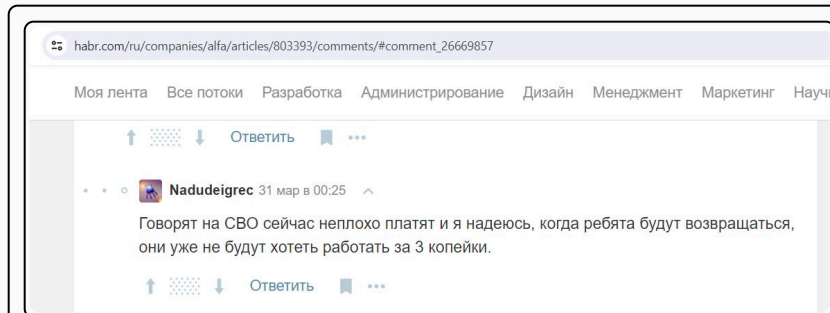 habr.com/ru/companies/alfa/articles/803393/comments/#comment_26669857
Моя лента Все потоки Разработка Администрирование Дизайн Менеджмент Маркетинг
Ответить
Nadudeigrec 31 мар в 00:25
Говорят на СВО сейчас неплохо платят и я надеюсь, когда ребята будут возвращаться,
они уже не будут хотеть работать за 3 копейки.
Ответить